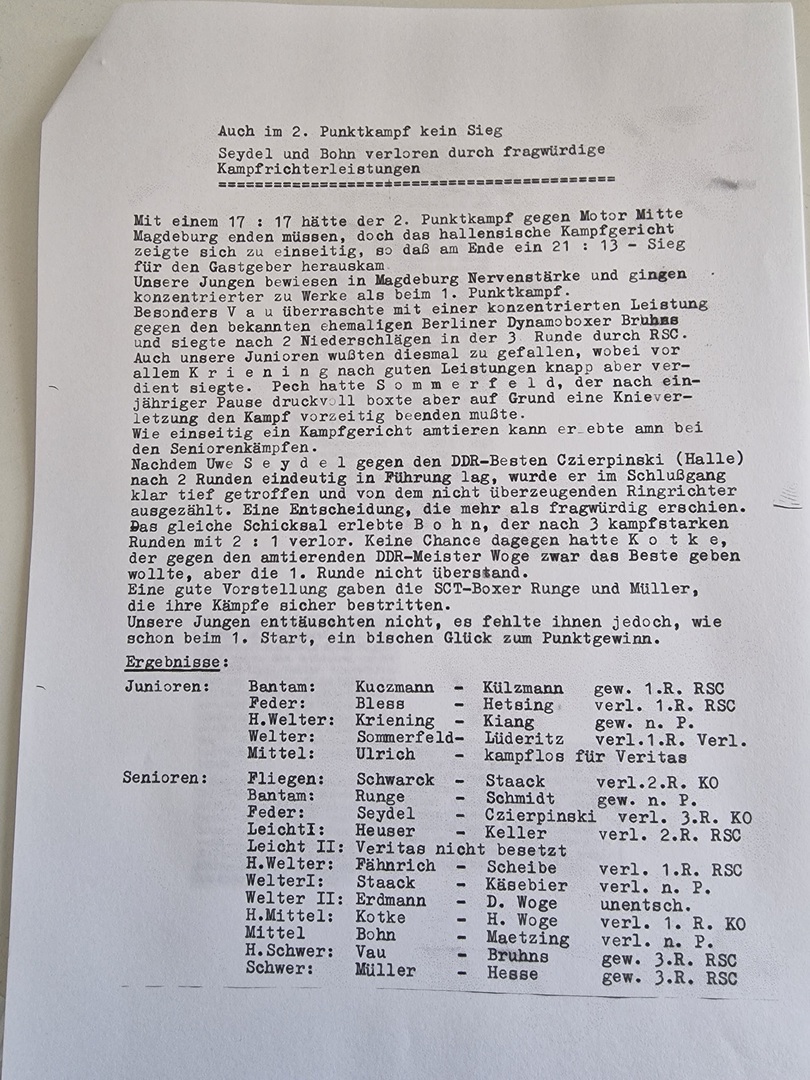 Auch im 2. Punktkampf kein Sieg
Seydel und Bohn verloren durch fragwürdige
Kampfrichterleistungen
============================================
Mit einem 17 : 17 hätte der 2. Punktkampf gegen Motor Mitte
Magdeburg enden müssen, doch das hallensische Kampfgericht
zeigte sich zu einseitig, so daß am Ende ein 21 : 13 - Sieg
für den Gastgeber herauskam
Unsere Jungen bewiesen in Magdeburg Nervenstärke und gingen
konzentrierter zu Werke als beim 1. Punktkampf.
Besonders V a u überraschte mit einer konzentrierten Leistung
gegen den bekannten ehemaligen Berliner Dynamoboxer Bruhns
und siegte nach 2 Niederschlägen in der 3 Runde durch RSC.
Auch unsere Junioren wußten diesmal zu gefallen, wobei vor
allem K r i e n i n g nach guten Leistungen knapp aber ver-
dient siegte. Pech hatte S o m m e r f e l d, der nach ein-
jähriger Pause druckvoll boxte aber auf Grund eine Kniever-
letzung den Kampf vorzeitig beenden mußte.
Wie einseitig ein Kampfgericht amtieren kann er ebte amn bei
den Seniorenkämpfen.
Nachdem Uwe S e y d e l gegen den DDR-Besten Czierpinski (Halle)
nach 2 Runden eindeutig in Führung lag, wurde er im Schlußgang
klar tief getroffen und von dem nicht überzeugenden Ringrichter
ausgezählt. Eine Entscheidung, die mehr als fragwürdig erschien.
Das gleiche Schicksal erlebte B o h n, der nach 3 kampfstarken
Runden mit 2 : 1 verlor. Keine Chance dagegen hatte K o t k e,
der gegen den amtierenden DDR-Meister Woge zwar das Beste geben
wollte, aber die 1. Runde nicht überstand.
Eine gute Vorstellung gaben die SCT-Boxer Runge und Müller,
die ihre Kämpfe sicher bestritten.
Unsere Jungen enttäuschten nicht, es fehlte ihnen jedoch, wie
schon beim 1. Start, ein bischen Glück zum Punktgewinn.
Ergebnisse:
Junioren: Bantam: Kuczmann - Külzmann gew. 1.R. RSC
Feder: Bless - Hetsing verl. 1.R. RSC
H.Welter: Kriening - Kiang gew. n. P.
Welter: Sommerfeld- Lüderitz verl.1.R. Verl.
Mittel: Ulrich - kampflos für Veritas
Senioren: Fliegen: Schwarck - Staack verl.2.R. KO
Bantam: Runge - Schmidt gew. n. P.
Feder: Seydel - Czierpinski verl. 3.R. KO
LeichtI: Heuser - Keller verl. 2.R. RSC
Leicht II: Veritas nicht besetzt
H.Welter: Fähnrich - Scheibe verl. 1.R. RSC
WelterI: Staack - Käsebier verl. n. P.
Welter II: Erdmann - D. Woge unentsch.
H.Mittel: Kotke - H. Woge verl. 1. R. KO
Mittel Bohn - Maetzing verl. n. P.
H.Schwer: Vau - Bruhns gew. 3.R. RSC
Schwer: Müller - Hesse gew. 3.R. RSC